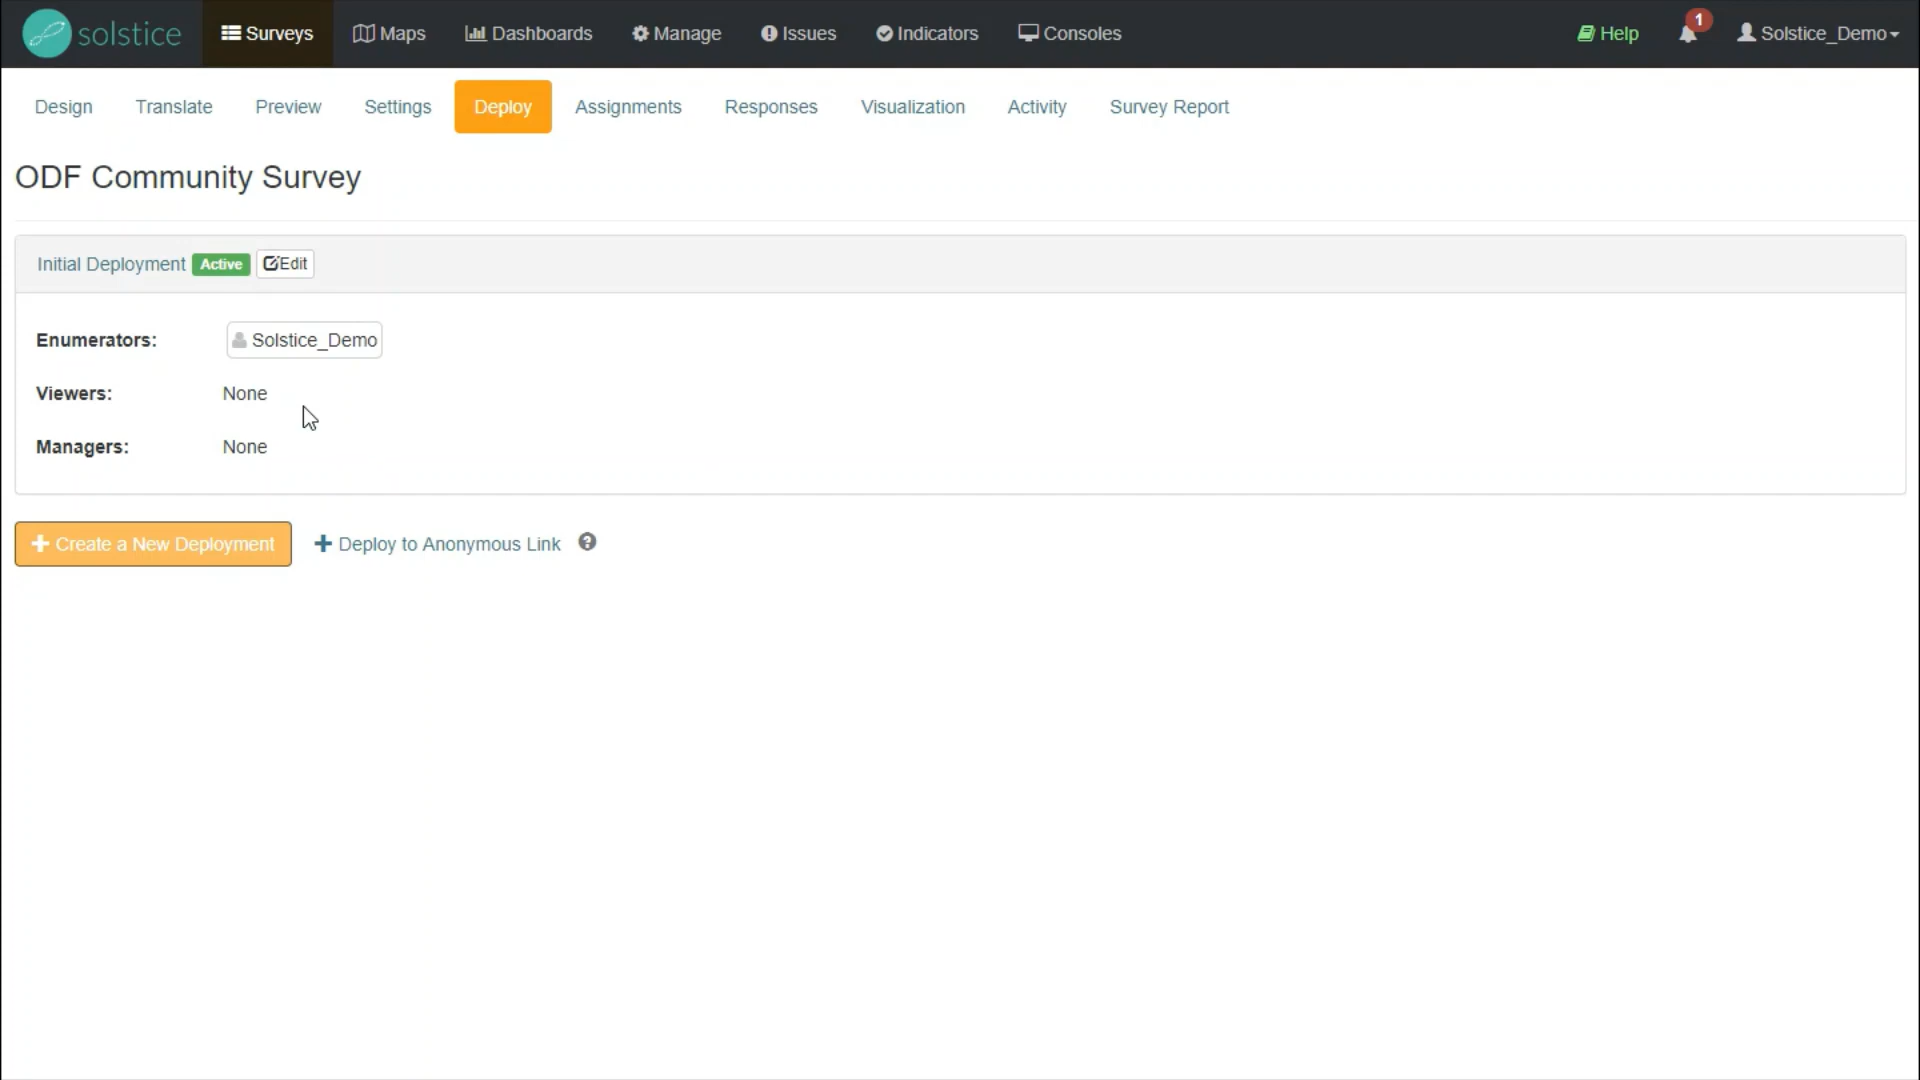 solstice Surveys Maps Dashboards Manage Issues Indicators Consoles Help 1 Solstice_Demo
Design Translate Preview Settings Deploy Assignments Responses Visualization Activity Survey Report
ODF Community Survey
Initial Deployment Active Edit
Enumerators: Solstice_Demo
Viewers: None
Managers: None
+ Create a New Deployment + Deploy to Anonymous Link ?